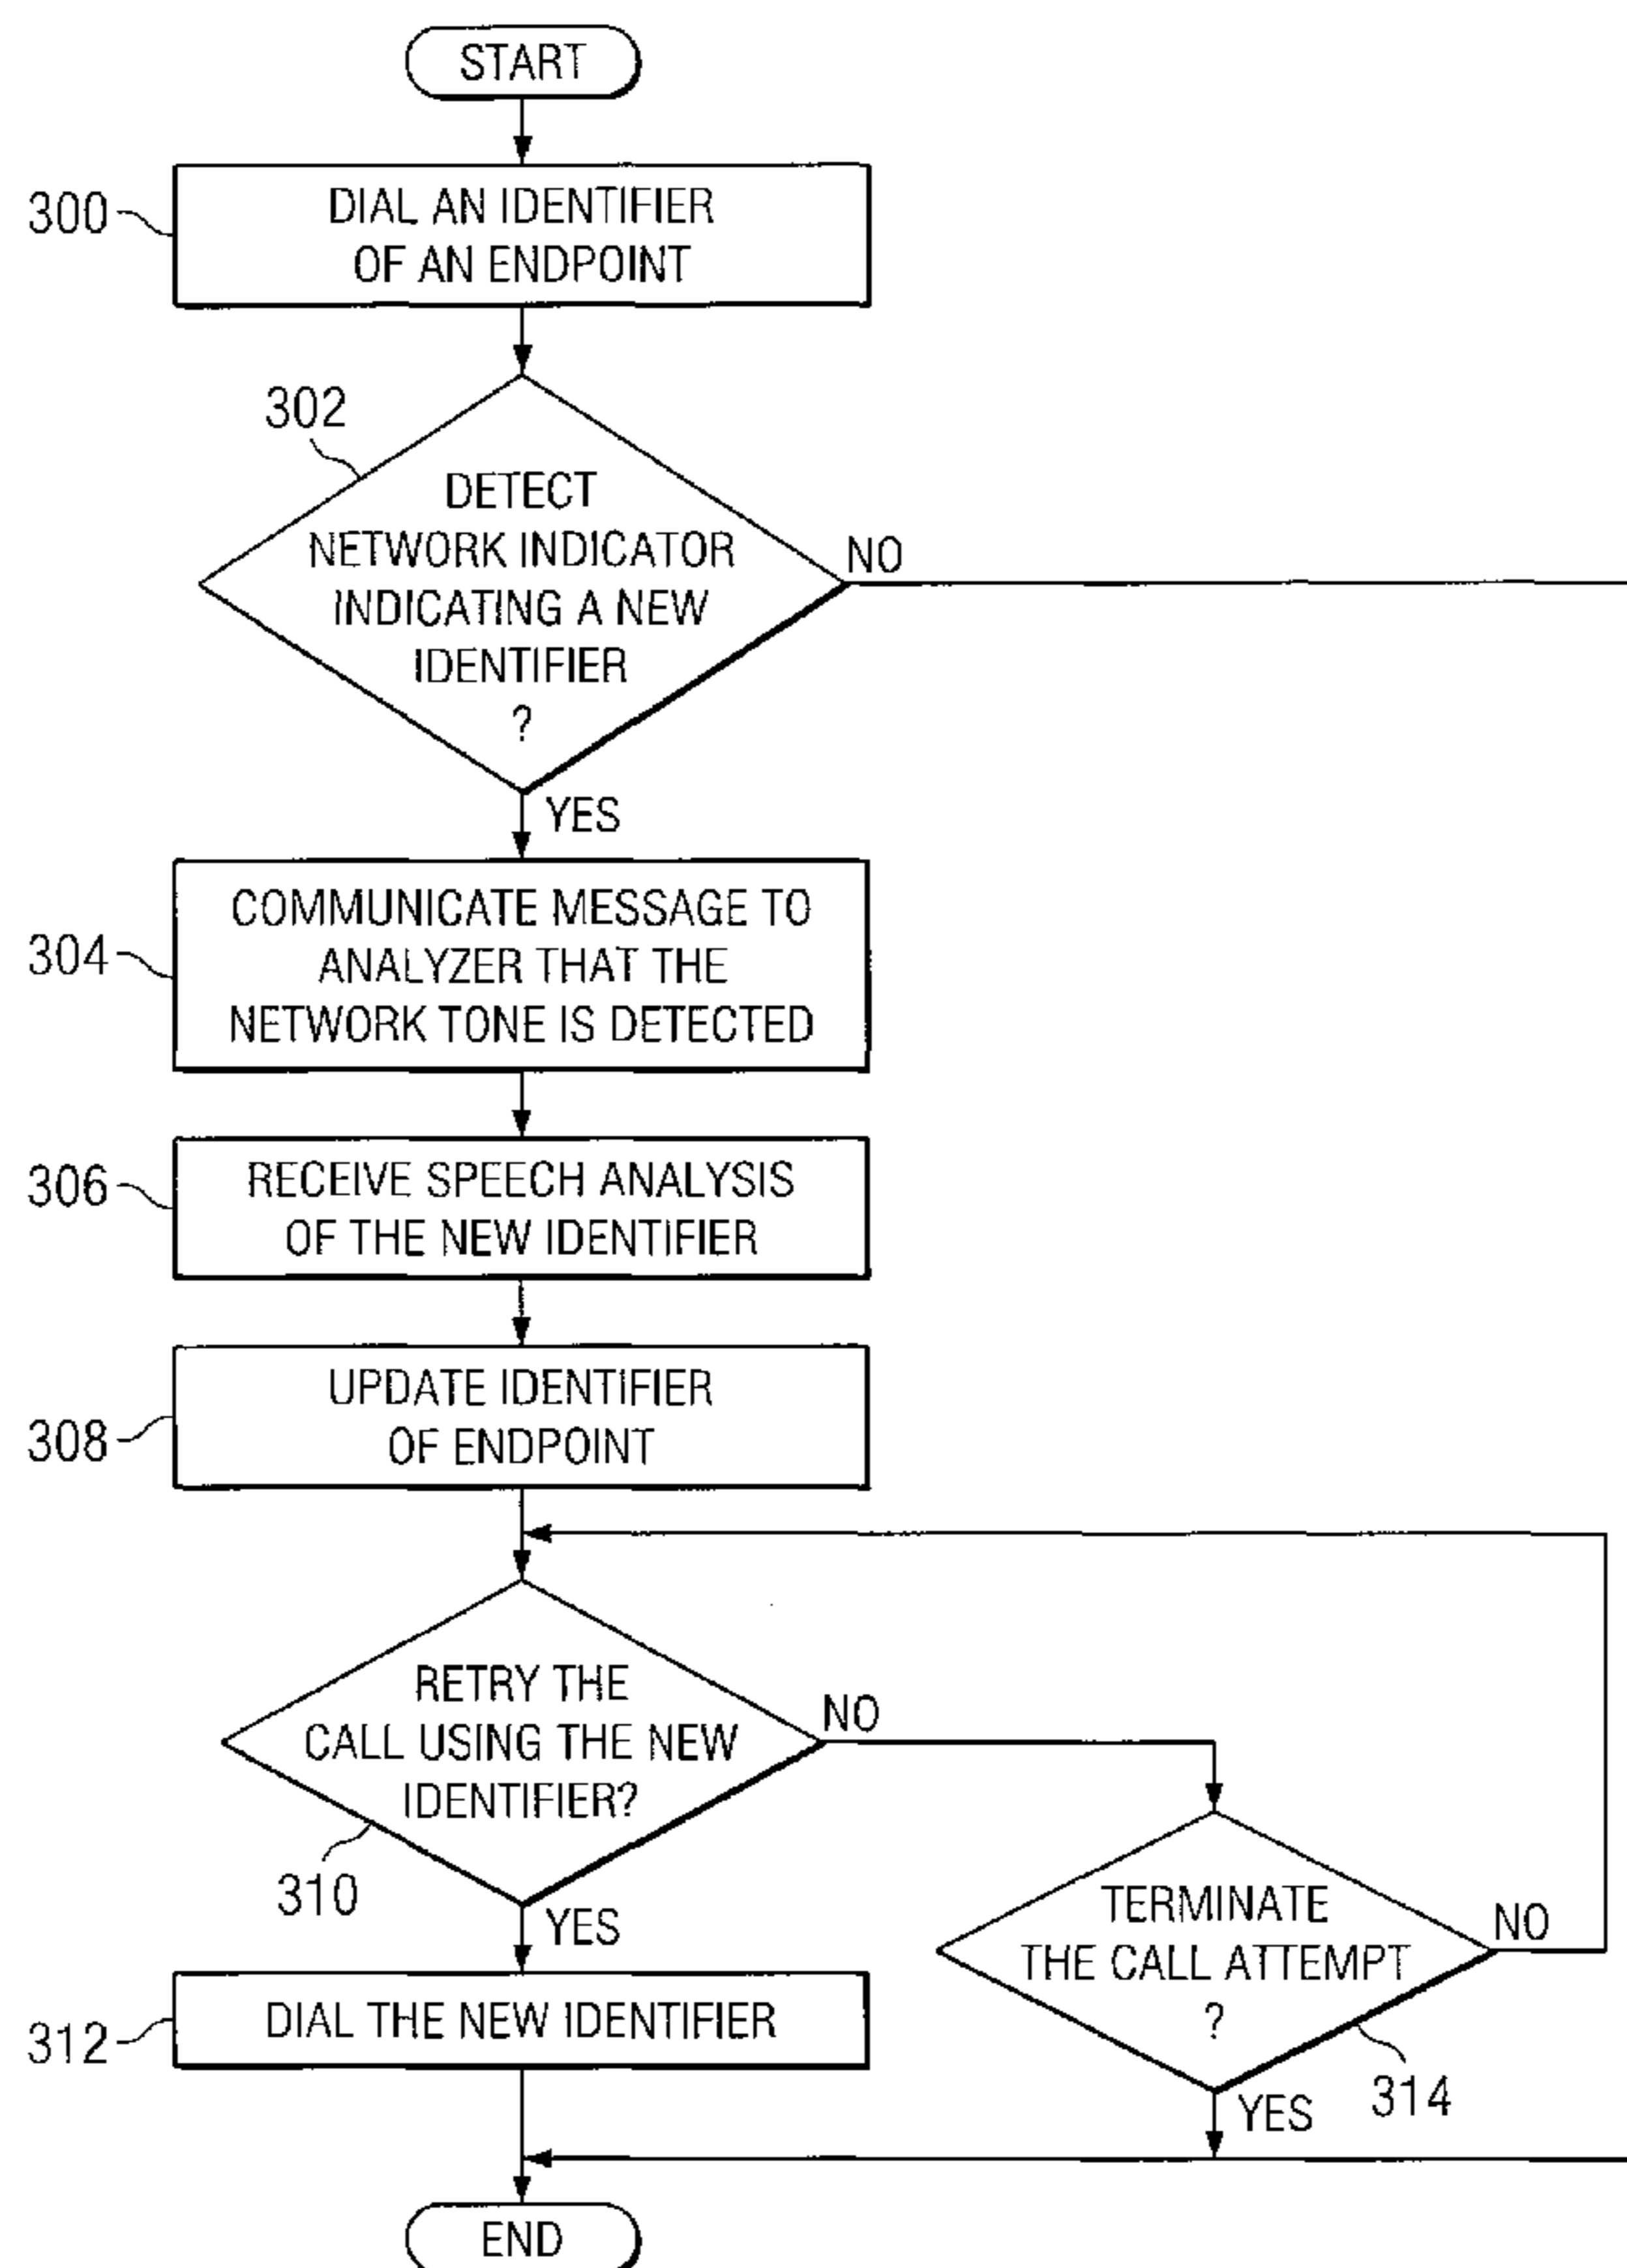 START
300
DIAL AN IDENTIFIER
OF AN ENDPOINT
302
DETECT
NETWORK INDICATOR
INDICATING A NEW
IDENTIFIER
?
NO
YES
304
COMMUNICATE MESSAGE TO
ANALYZER THAT THE
NETWORK TONE IS DETECTED
306
RECEIVE SPEECH ANALYSIS
OF THE NEW IDENTIFIER
308
UPDATE IDENTIFIER
OF ENDPOINT
RETRY THE
CALL USING THE NEW
IDENTIFIER?
NO
310
YES
TERMINATE
THE CALL ATTEMPT
?
NO
314
YES
312
DIAL THE NEW IDENTIFIER
END